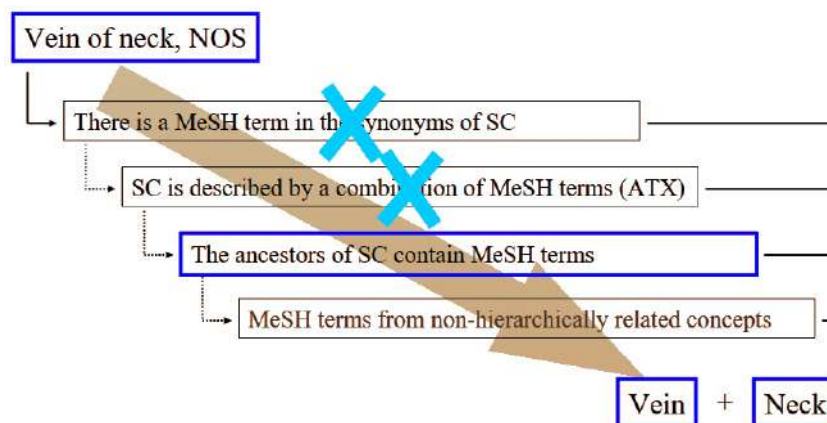 Vein of neck, NOS
There is a MeSH term in the synonyms of SC
SC is described by a combination of MeSH terms (ATX)
The ancestors of SC contain MeSH terms
MeSH terms from non-hierarchically related concepts
Vein + Neck